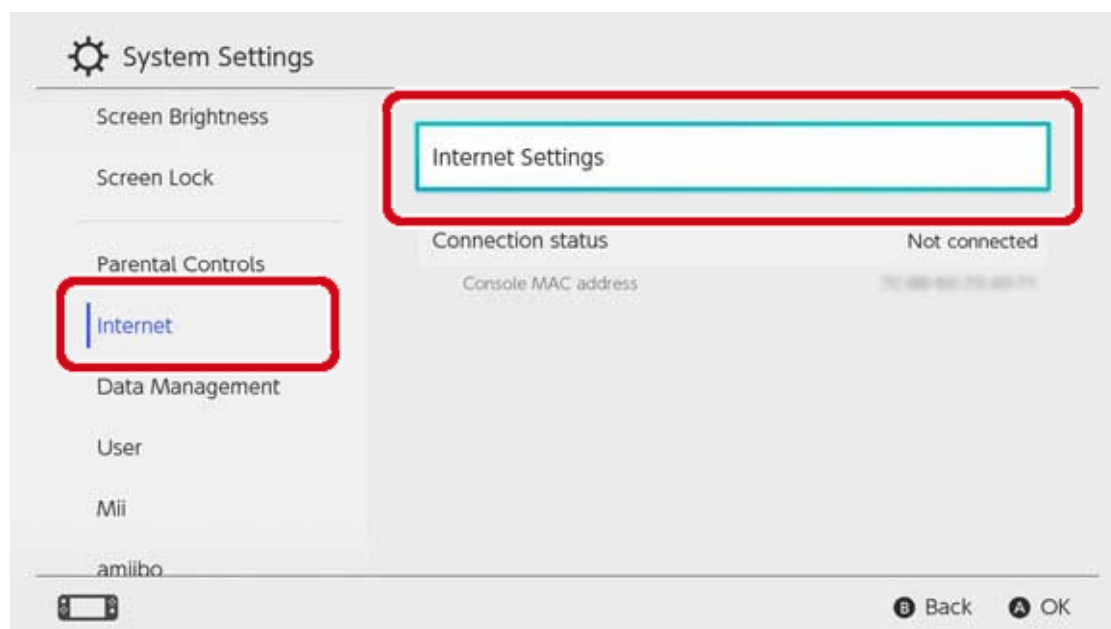 System Settings
Screen Brightness
Screen Lock
Parental Controls
Internet
Data Management
User
Mii
amiibo
Internet Settings
Connection status Not connected
Console MAC address
B Back A OK